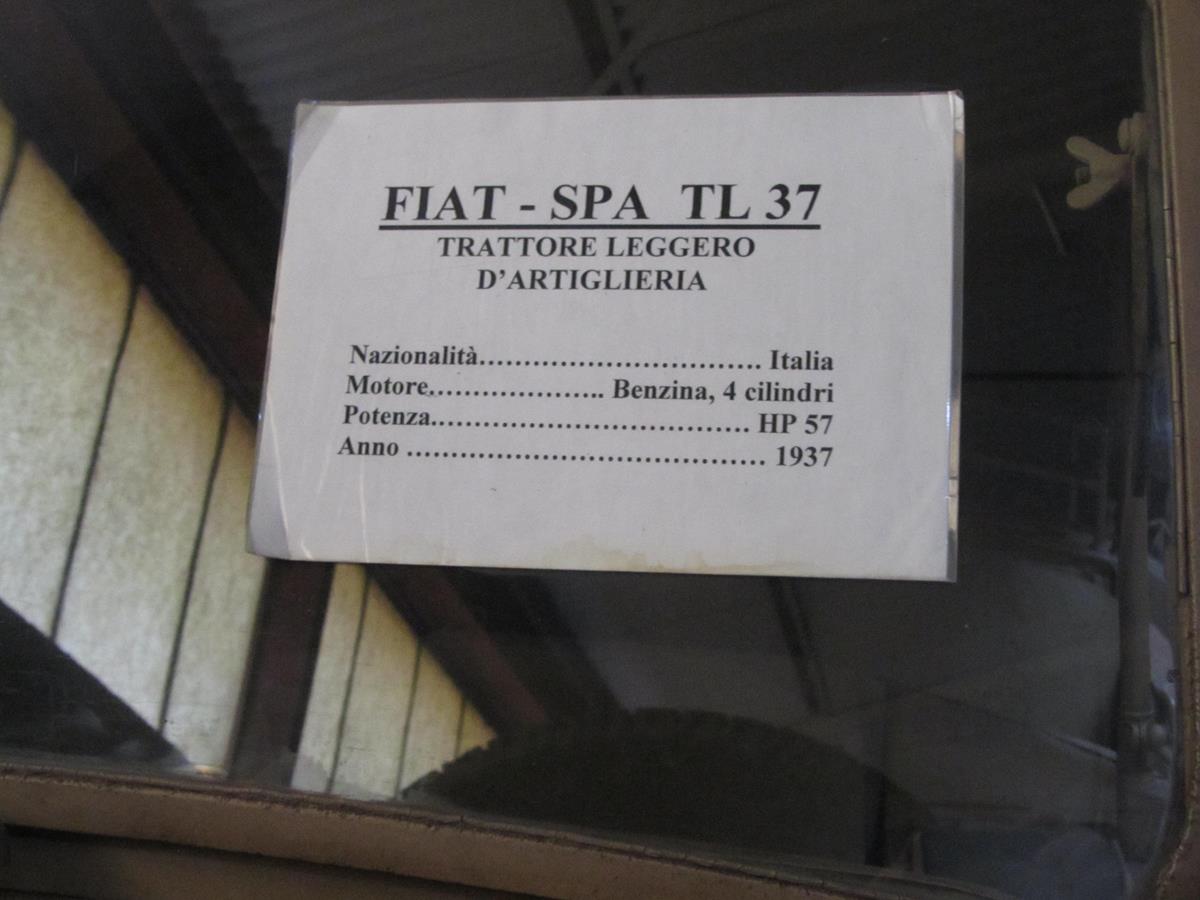 FIAT - SPA TL 37
TRATTORE LEGGERO
D'ARTIGLIERIA
Nazionalità................................ Italia
Motore.................... Benzina, 4 cilindri
Potenza.................................... HP 57
Anno ........................................ 1937